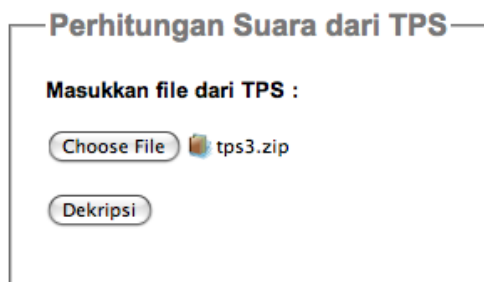 Perhitungan Suara dari TPS
Masukkan file dari TPS :
Choose File tps3.zip
Dekripsi